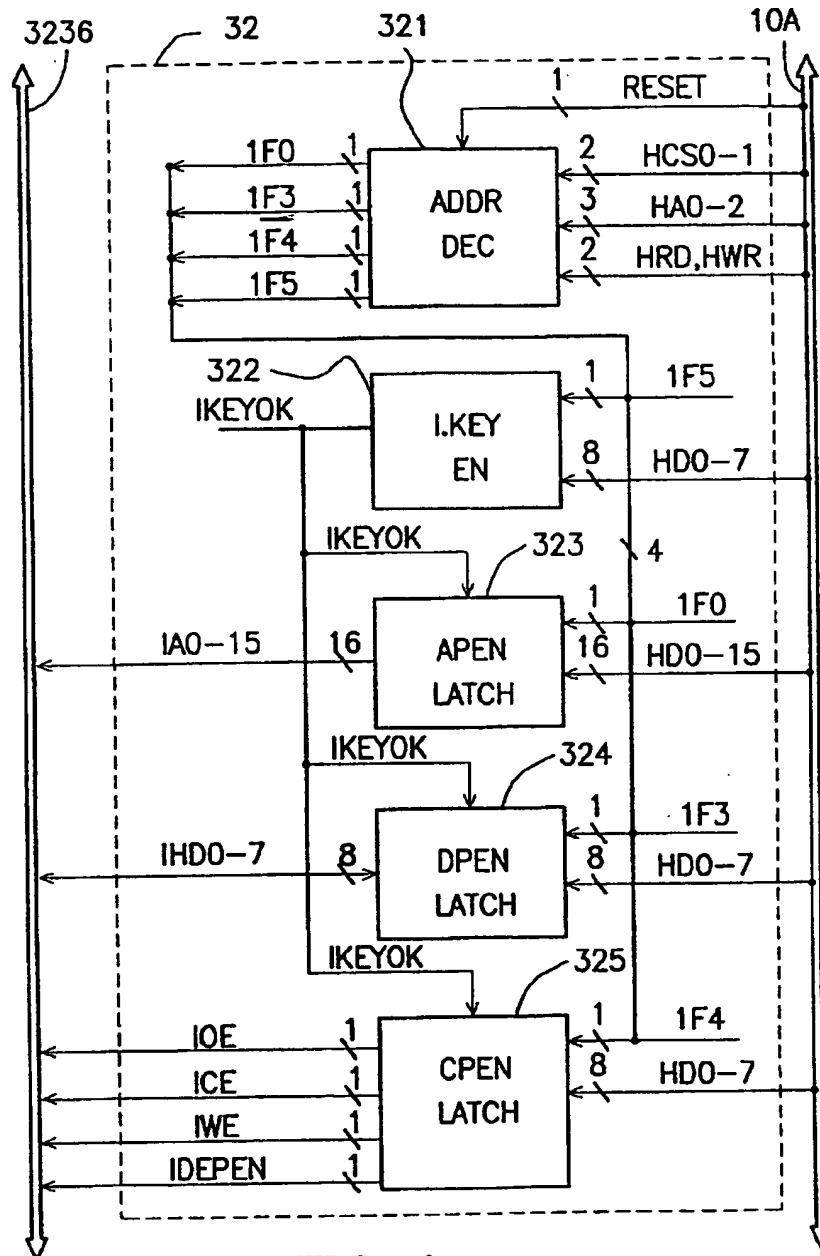 3236
32
321
10A
1
RESET
1F0
1
1F3
1
1F4
1
1F5
1
ADDR
DEC
2
HCS0-1
3
HA0-2
2
HRD,HWR
322
IKEYOK
I.KEY
EN
1
1F5
8
HD0-7
4
IKEYOK
323
IA0-15
16
APEN
LATCH
1
1F0
16
HD0-15
IKEYOK
324
IHD0-7
8
DPEN
LATCH
1
1F3
8
HD0-7
IKEYOK
325
IOE
1
ICE
1
IWE
1
IDEPEN
1
CPEN
LATCH
1
1F4
8
HD0-7